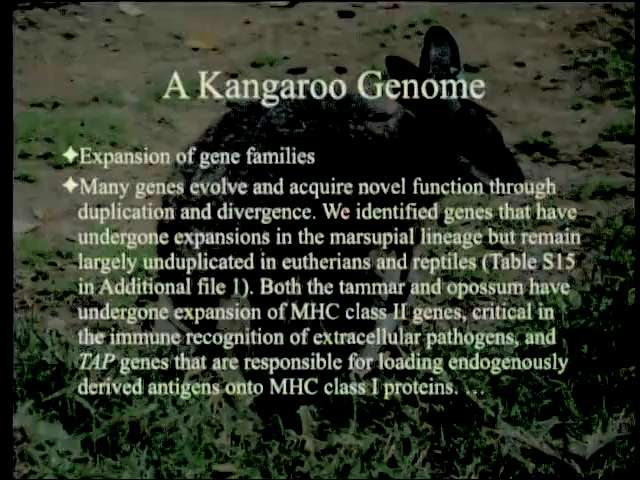 A Kangaroo Genome
✦Expansion of gene families
✦Many genes evolve and acquire novel function through
duplication and divergence. We identified genes that have
undergone expansions in the marsupial lineage but remain
largely unduplicated in eutherians and reptiles (Table S15
in Additional file 1). Both the tammar and opossum have
undergone expansion of MHC class II genes, critical in
the immune recognition of extracellular pathogens, and
TAP genes that are responsible for loading endogenously
derived antigens onto MHC class I proteins. …